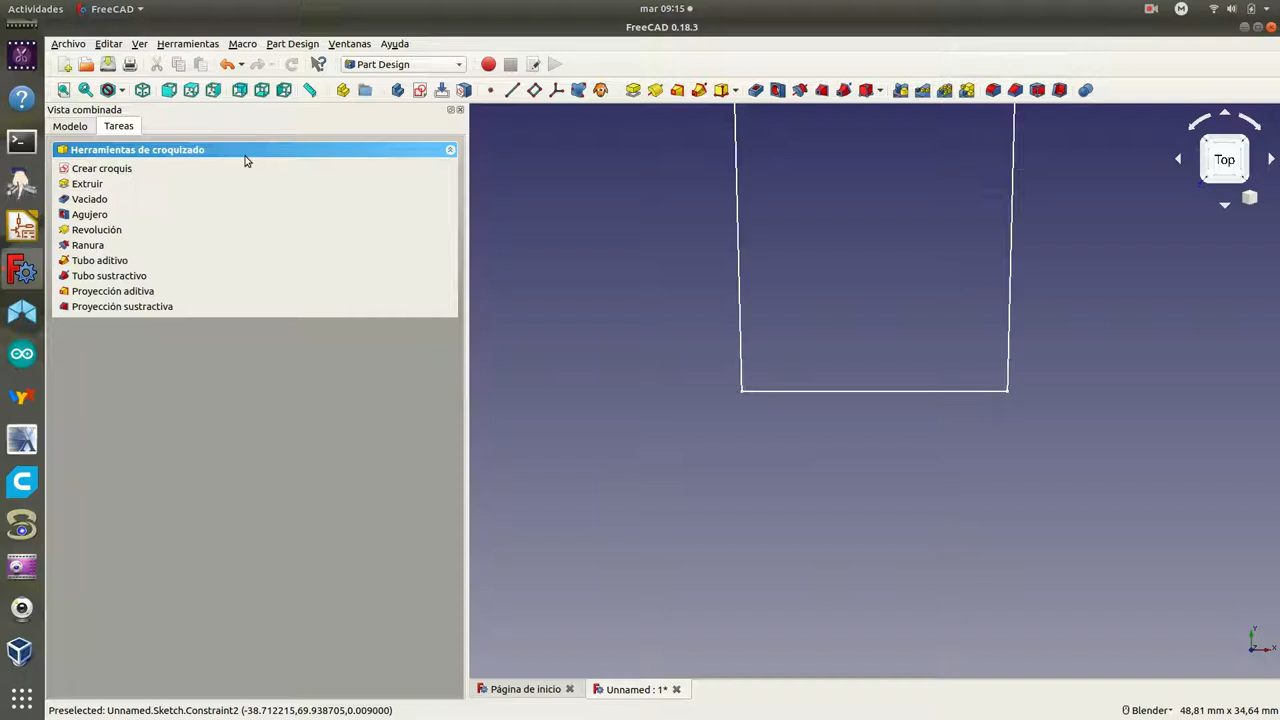 Actividades FreeCAD mar 09:15 M
FreeCAD 0.18.3
Archivo Editar Ver Herramientas Macro Part Design Ventanas Ayuda
Part Design
Vista combinada
Modelo Tareas
Herramientas de croquizado
Crear croquis
Extruir
Vaciado
Agujero
Revolución
Ranura
Tubo aditivo
Tubo sustractivo
Proyección aditiva
Proyección sustractiva
Top
Y
Z X
Página de inicio Unnamed : 1*
Preselected: Unnamed.Sketch.Constraint2 (-38.712215,69.938705,0.009000) Blender 48,81 mm x 34,64 mm